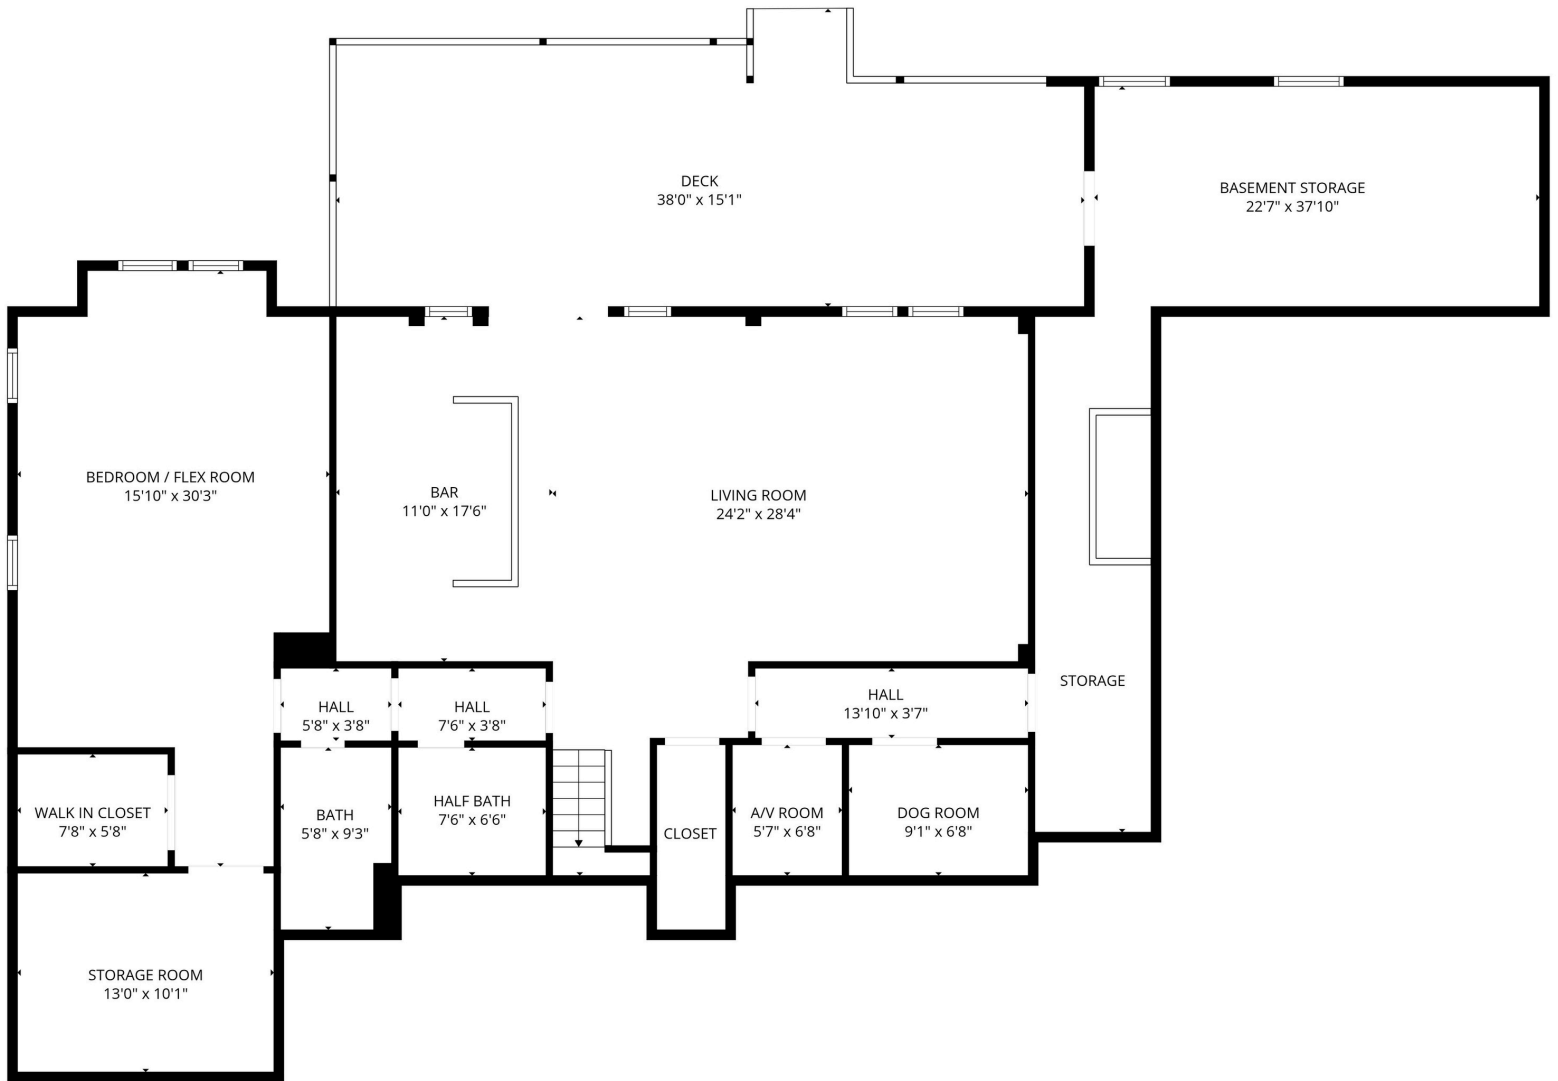 DECK
38'0" x 15'1"
BASEMENT STORAGE
22'7" x 37'10"
BEDROOM / FLEX ROOM
15'10" x 30'3"
BAR
11'0" x 17'6"
LIVING ROOM
24'2" x 28'4"
STORAGE
HALL
5'8" x 3'8"
HALL
7'6" x 3'8"
HALL
13'10" x 3'7"
WALK IN CLOSET
7'8" x 5'8"
BATH
5'8" x 9'3"
HALF BATH
7'6" x 6'6"
CLOSET
A/V ROOM
5'7" x 6'8"
DOG ROOM
9'1" x 6'8"
STORAGE ROOM
13'0" x 10'1"